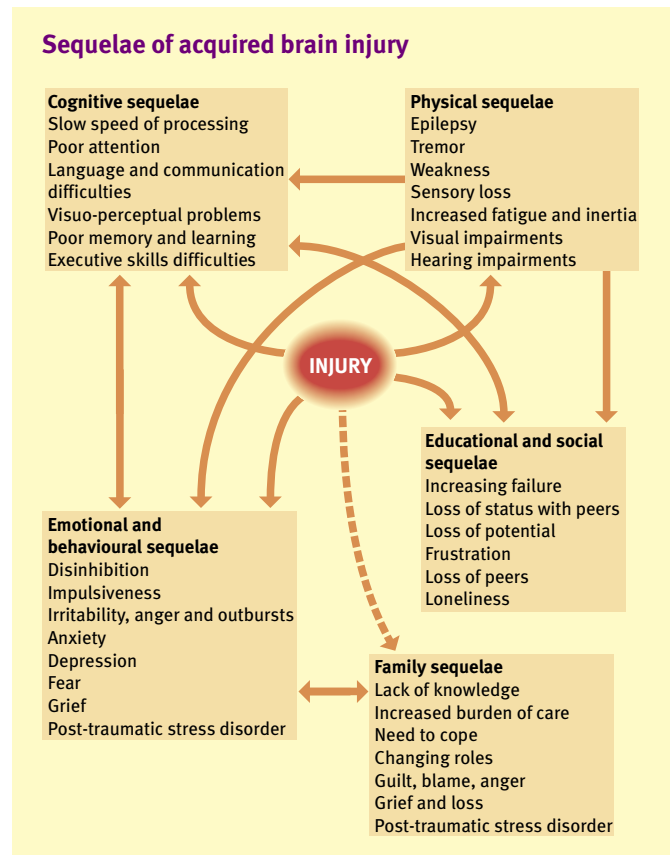 Sequelae of acquired brain injury
Cognitive sequelae
Slow speed of processing
Poor attention
Language and communication
difficulties
Visuo-perceptual problems
Poor memory and learning
Executive skills difficulties
Physical sequelae
Epilepsy
Tremor
Weakness
Sensory loss
Increased fatigue and inertia
Visual impairments
Hearing impairments
INJURY
Educational and social
sequelae
Increasing failure
Loss of status with peers
Loss of potential
Frustration
Loss of peers
Loneliness
Emotional and
behavioural sequelae
Disinhibition
Impulsiveness
Irritability, anger and outbursts
Anxiety
Depression
Fear
Grief
Post-traumatic stress disorder
Family sequelae
Lack of knowledge
Increased burden of care
Need to cope
Changing roles
Guilt, blame, anger
Grief and loss
Post-traumatic stress disorder